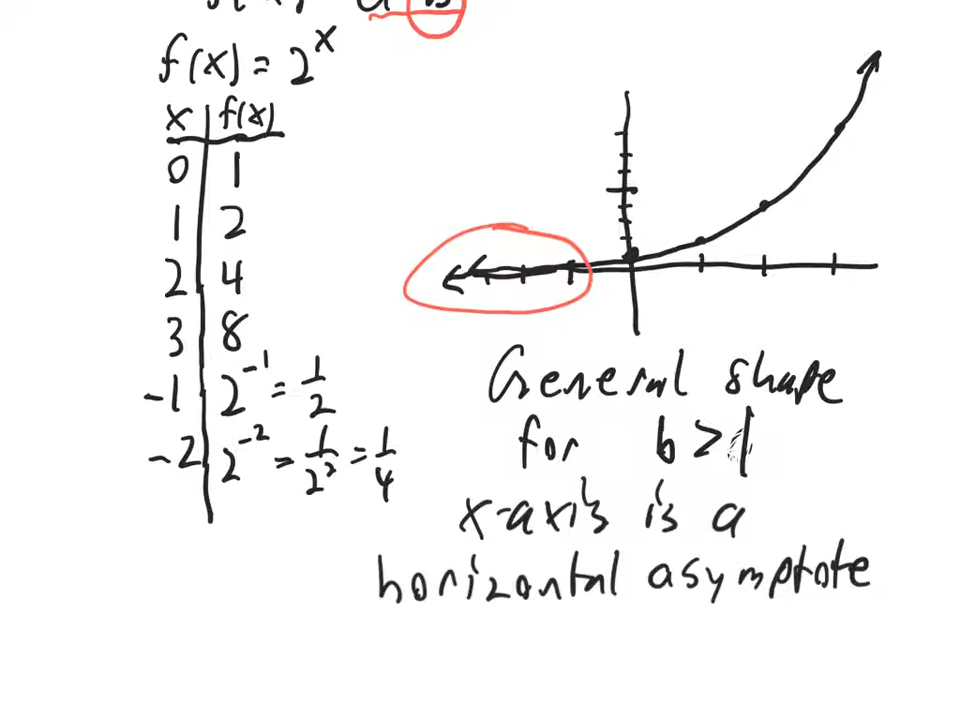 f(x) = 2^x
x | f(x)
0 | 1
1 | 2
2 | 4
3 | 8
-1 | 2^-1 = 1/2
-2 | 2^-2 = 1/2^2 = 1/4
General shape
for b > 1
x-axis is a
horizontal asymptote